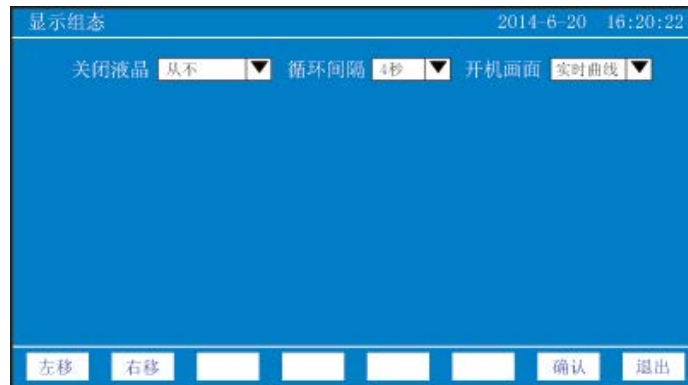 显示组态 2014-6-20 16:20:22
关闭液晶 从不 循环间隔 4秒 开机画面 实时曲线
左移 右移 确认 退出